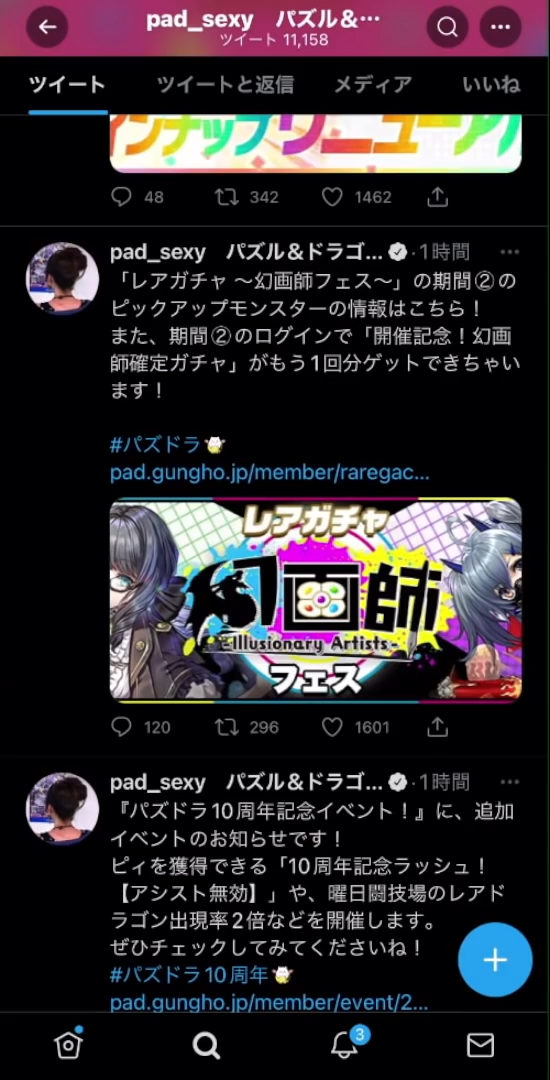 pad_sexy パズル＆…
ツイート 11,158
ツイート ツイートと返信 メディア いいね
インナップリニューアル
48 342 1462
pad_sexy パズル＆ドラゴ... ·1時間
「レアガチャ ～幻画師フェス～」の期間②の
ピックアップモンスターの情報はこちら！
また、期間②のログインで「開催記念！幻画
師確定ガチャ」がもう1回分ゲットできちゃい
ます！
#パズドラ
pad.gungho.jp/member/raregac...
レアガチャ
幻画師
-Illusionary Artists-
フェス
120 296 1601
pad_sexy パズル＆ドラゴ... ·1時間
『パズドラ10周年記念イベント！』に、追加
イベントのお知らせです！
ピィを獲得できる「10周年記念ラッシュ！
【アシスト無効】」や、曜日闘技場のレアド
ラゴン出現率2倍などを開催します。
ぜひチェックしてみてくださいね！
#パズドラ10周年
pad.gungho.jp/member/event/2...
3